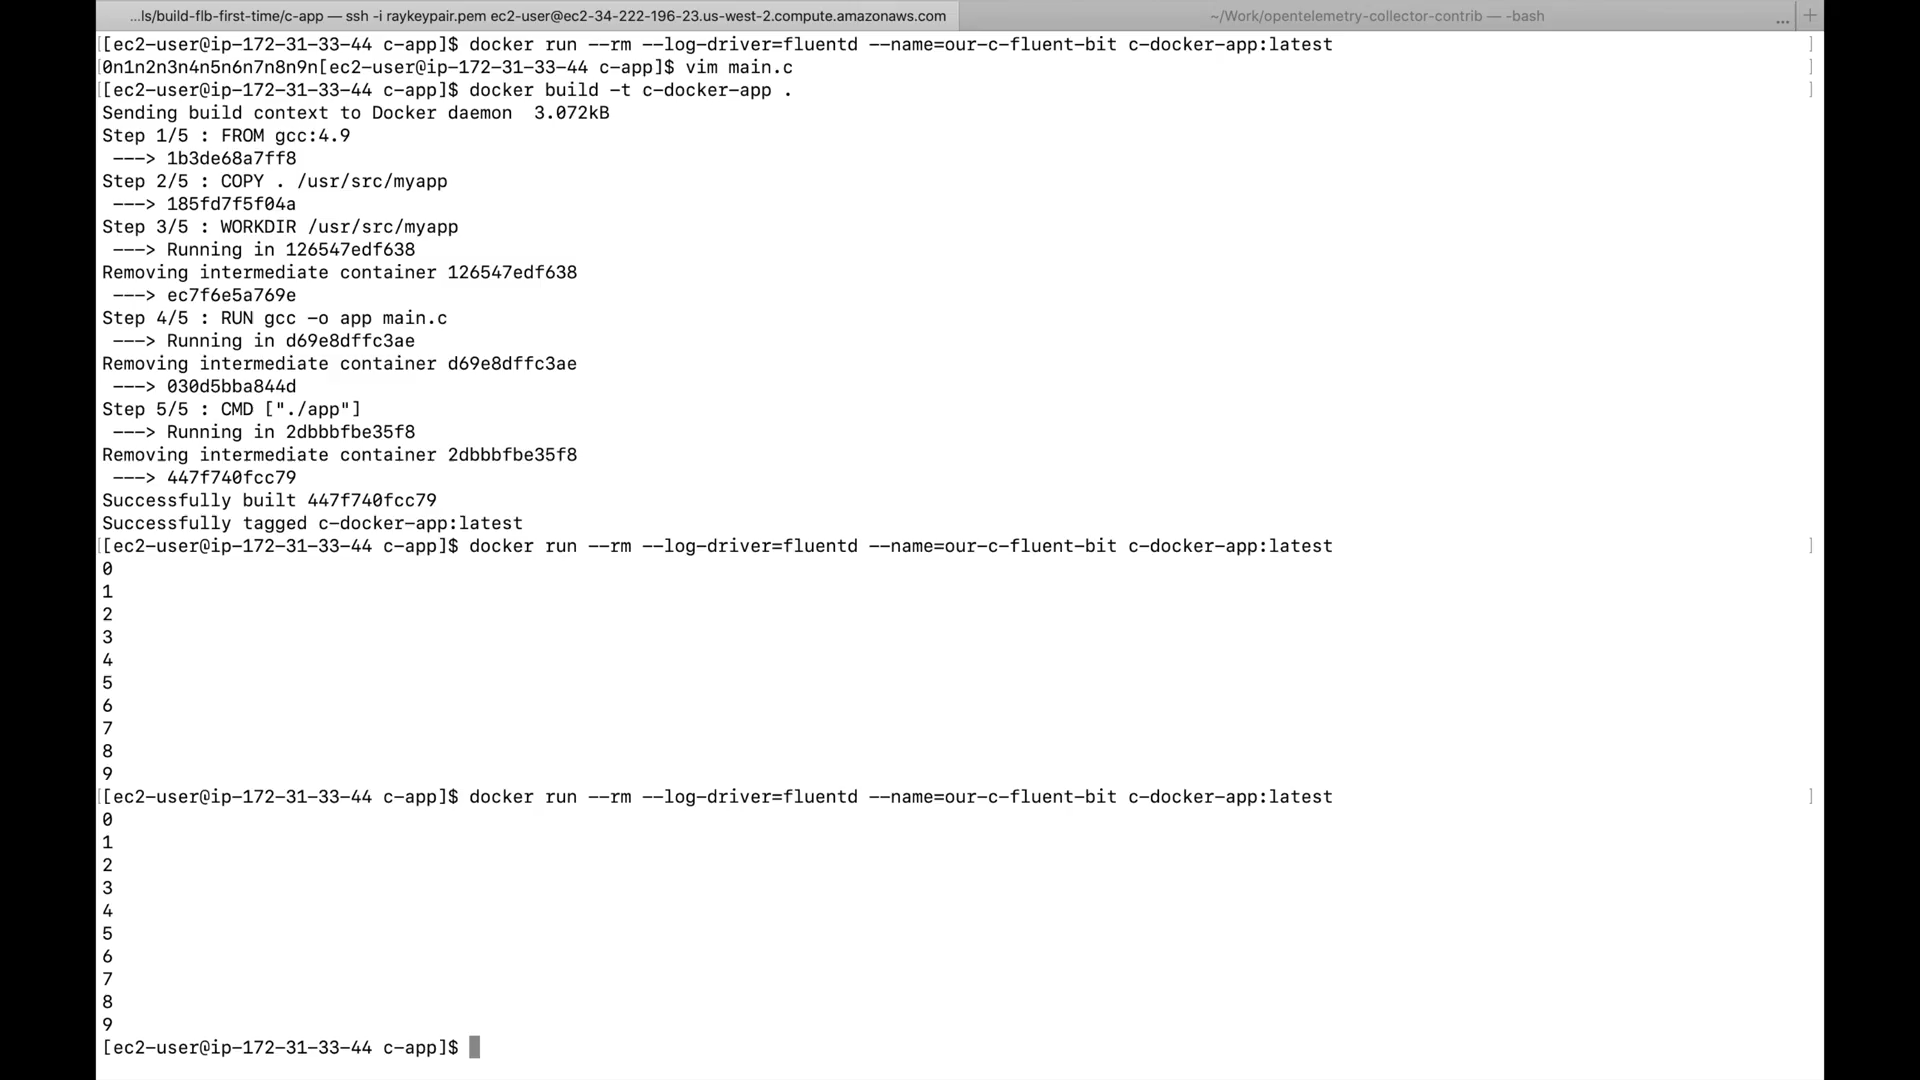 ...ls/build-flb-first-time/c-app — ssh -i raykeypair.pem ec2-user@ec2-34-222-196-23.us-west-2.compute.amazonaws.com
~/Work/opentelemetry-collector-contrib — -bash
... +
[[ec2-user@ip-172-31-33-44 c-app]$ docker run --rm --log-driver=fluentd --name=our-c-fluent-bit c-docker-app:latest ]
0n1n2n3n4n5n6n7n8n9n[ec2-user@ip-172-31-33-44 c-app]$ vim main.c ]
[[ec2-user@ip-172-31-33-44 c-app]$ docker build -t c-docker-app . ]
Sending build context to Docker daemon  3.072kB
Step 1/5 : FROM gcc:4.9
 ---> 1b3de68a7ff8
Step 2/5 : COPY . /usr/src/myapp
 ---> 185fd7f5f04a
Step 3/5 : WORKDIR /usr/src/myapp
 ---> Running in 126547edf638
Removing intermediate container 126547edf638
 ---> ec7f6e5a769e
Step 4/5 : RUN gcc -o app main.c
 ---> Running in d69e8dffc3ae
Removing intermediate container d69e8dffc3ae
 ---> 030d5bba844d
Step 5/5 : CMD ["./app"]
 ---> Running in 2dbbbfbe35f8
Removing intermediate container 2dbbbfbe35f8
 ---> 447f740fcc79
Successfully built 447f740fcc79
Successfully tagged c-docker-app:latest
[[ec2-user@ip-172-31-33-44 c-app]$ docker run --rm --log-driver=fluentd --name=our-c-fluent-bit c-docker-app:latest ]
0
1
2
3
4
5
6
7
8
9
[[ec2-user@ip-172-31-33-44 c-app]$ docker run --rm --log-driver=fluentd --name=our-c-fluent-bit c-docker-app:latest ]
0
1
2
3
4
5
6
7
8
9
[ec2-user@ip-172-31-33-44 c-app]$